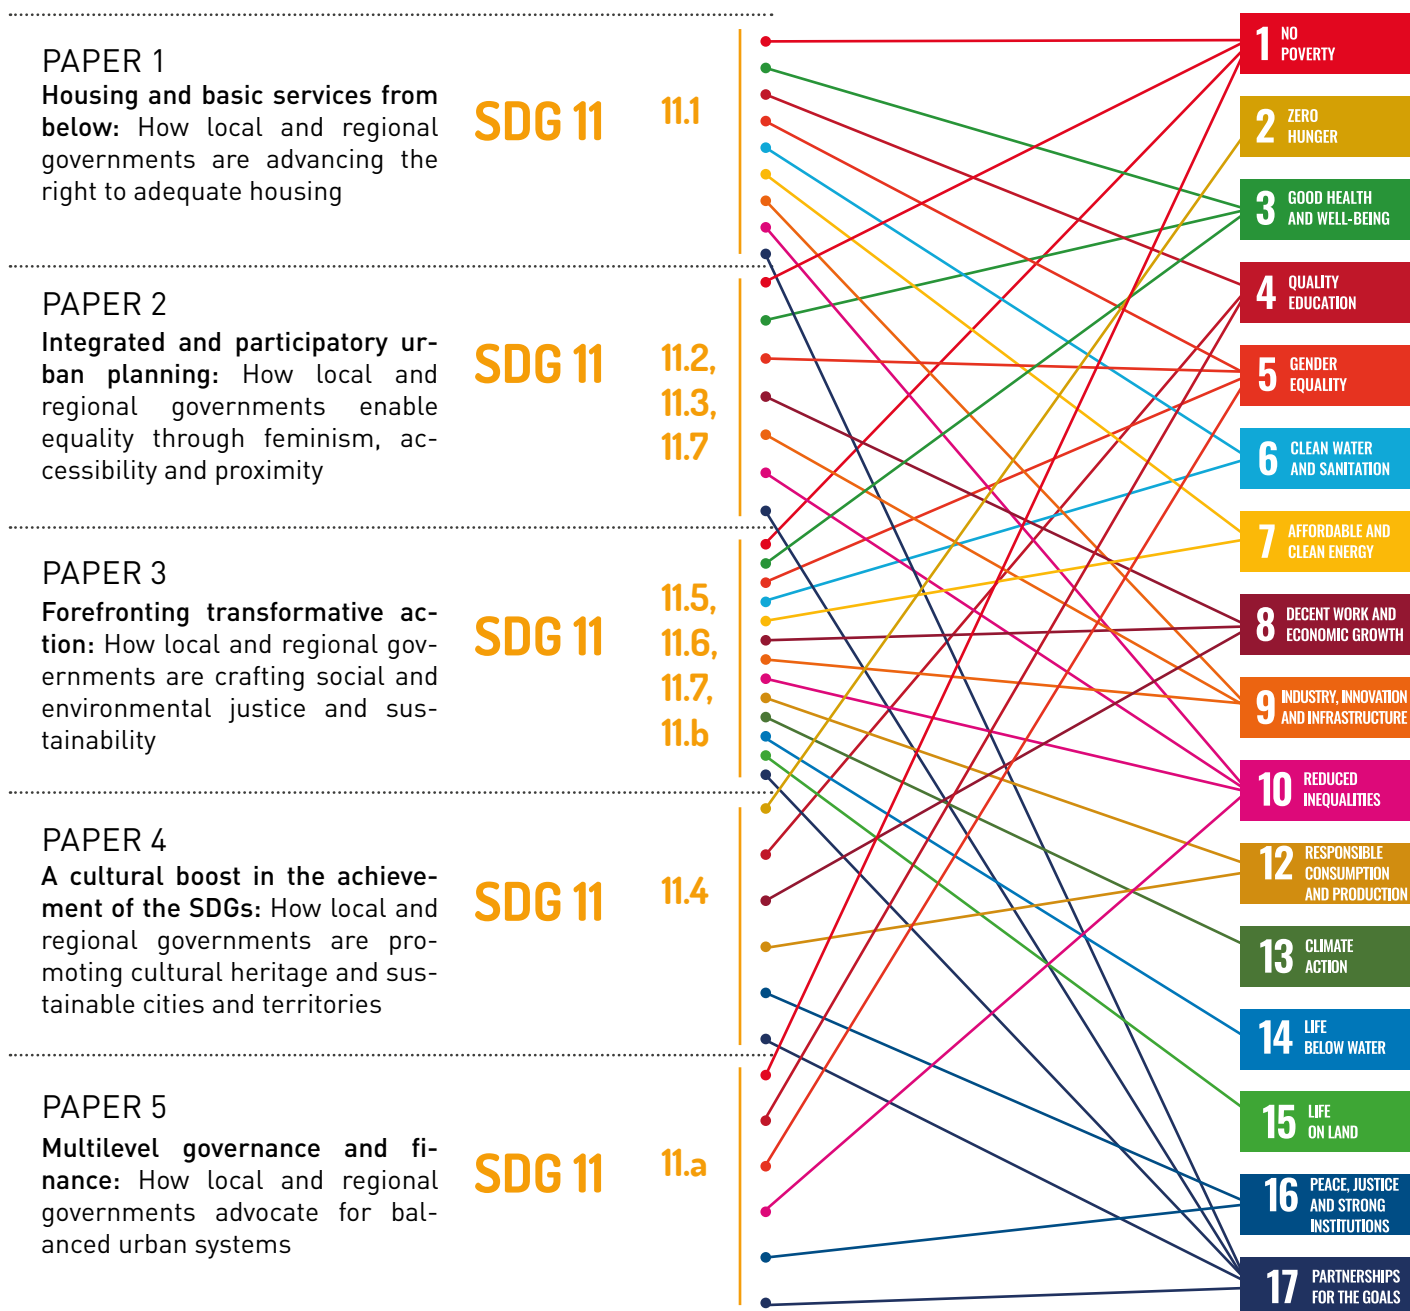 PAPER 1
Housing and basic services from
below: How local and regional
governments are advancing the
right to adequate housing
SDG 11
11.1
PAPER 2
Integrated and participatory ur-
ban planning: How local and
regional governments enable
equality through feminism, ac-
cessibility and proximity
SDG 11
11.2,
11.3,
11.7
PAPER 3
Forefronting transformative ac-
tion: How local and regional gov-
ernments are crafting social and
environmental justice and sus-
tainability
SDG 11
11.5,
11.6,
11.7,
11.b
PAPER 4
A cultural boost in the achieve-
ment of the SDGs: How local and
regional governments are pro-
moting cultural heritage and sus-
tainable cities and territories
SDG 11
11.4
PAPER 5
Multilevel governance and fi-
nance: How local and regional
governments advocate for bal-
anced urban systems
SDG 11
11.a
1 NO
POVERTY
2 ZERO
HUNGER
3 GOOD HEALTH
AND WELL-BEING
4 QUALITY
EDUCATION
5 GENDER
EQUALITY
6 CLEAN WATER
AND SANITATION
7 AFFORDABLE AND
CLEAN ENERGY
8 DECENT WORK AND
ECONOMIC GROWTH
9 INDUSTRY, INNOVATION
AND INFRASTRUCTURE
10 REDUCED
INEQUALITIES
12 RESPONSIBLE
CONSUMPTION
AND PRODUCTION
13 CLIMATE
ACTION
14 LIFE
BELOW WATER
15 LIFE
ON LAND
16 PEACE, JUSTICE
AND STRONG
INSTITUTIONS
17 PARTNERSHIPS
FOR THE GOALS